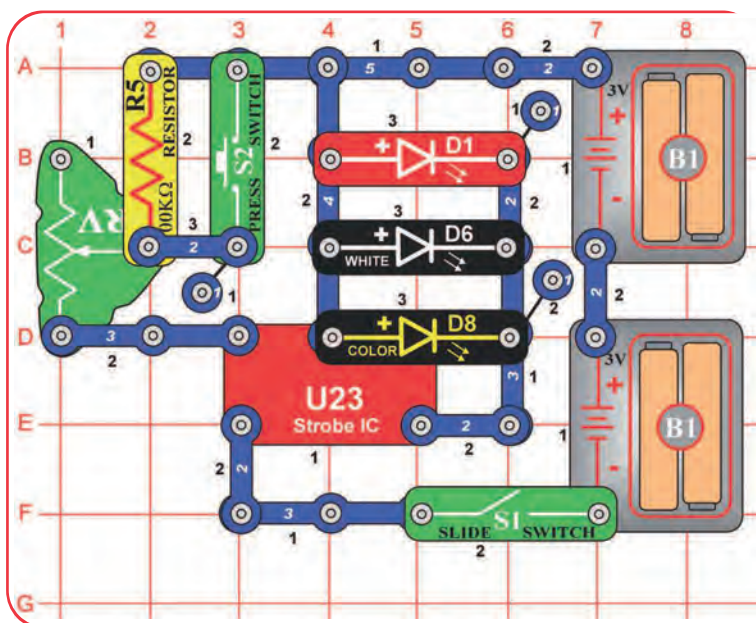 1 2 3 4 5 6 7 8
A
1
5
2
2
3V
+
B1
-
1
B
1
R5
RESISTOR
00KΩ
2
S2
PRESS SWITCH
2
3
+ D1
1 1
2
4
2 2
RV
C
3
2
1
1
3
+ D6
WHITE
2
2
D
3
2
3
+ D8
COLOR
1
2
3 1
3V
+
B1
-
1
E
U23
Strobe IC
1
2
2
2
2
F
3
1
S1
SLIDE SWITCH
2
G